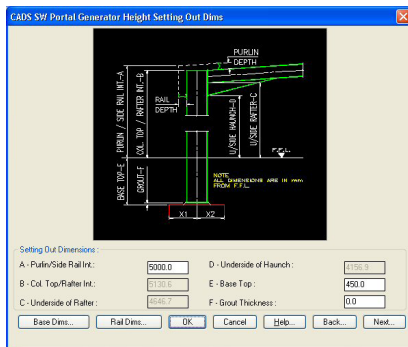 CADS SW Portal Generator Height Setting Out Dims
PURLIN
DEPTH
RAIL
DEPTH
PURLIN / SIDE RAIL INT.-A
COL. TOP / RAFTER INT.-B
U/SIDE HAUNCH-D
U/SIDE RAFTER-C
F.F.L.
BASE TOP-E
GROUT-F
NOTE
ALL DIMENSIONS ARE IN mm
FROM F.F.L.
X1 X2
Setting Out Dimensions :
A - Purlin/Side Rail Int.: 5000.0
D - Underside of Haunch : 4156.9
B - Col. Top/Rafter Int.: 5130.6
E - Base Top: 450.0
C - Underside of Rafter : 4646.7
F - Grout Thickness: 0.0
Base Dims... Rail Dims... OK Cancel Help... Back... Next...